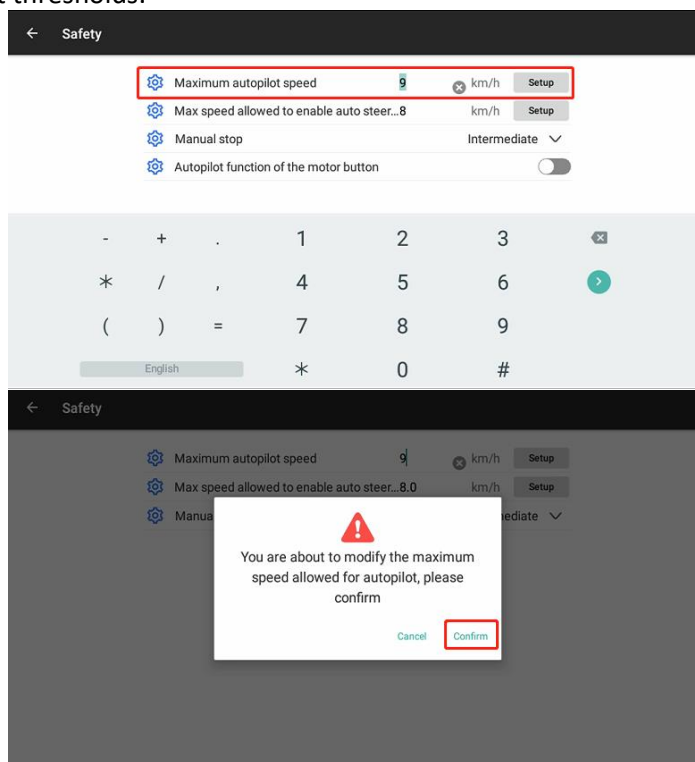 thresholds.
← Safety
Maximum autopilot speed 9 km/h Setup
Max speed allowed to enable auto steer...8 km/h Setup
Manual stop Intermediate
Autopilot function of the motor button
- + . 1 2 3
* / , 4 5 6
( ) = 7 8 9
English * 0 #
← Safety
Maximum autopilot speed 9 km/h Setup
Max speed allowed to enable auto steer...8.0 km/h Setup
Manua ediate
You are about to modify the maximum
speed allowed for autopilot, please
confirm
Cancel Confirm